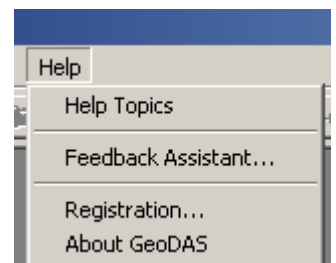 Help
Help Topics
Feedback Assistant...
Registration...
About GeoDAS